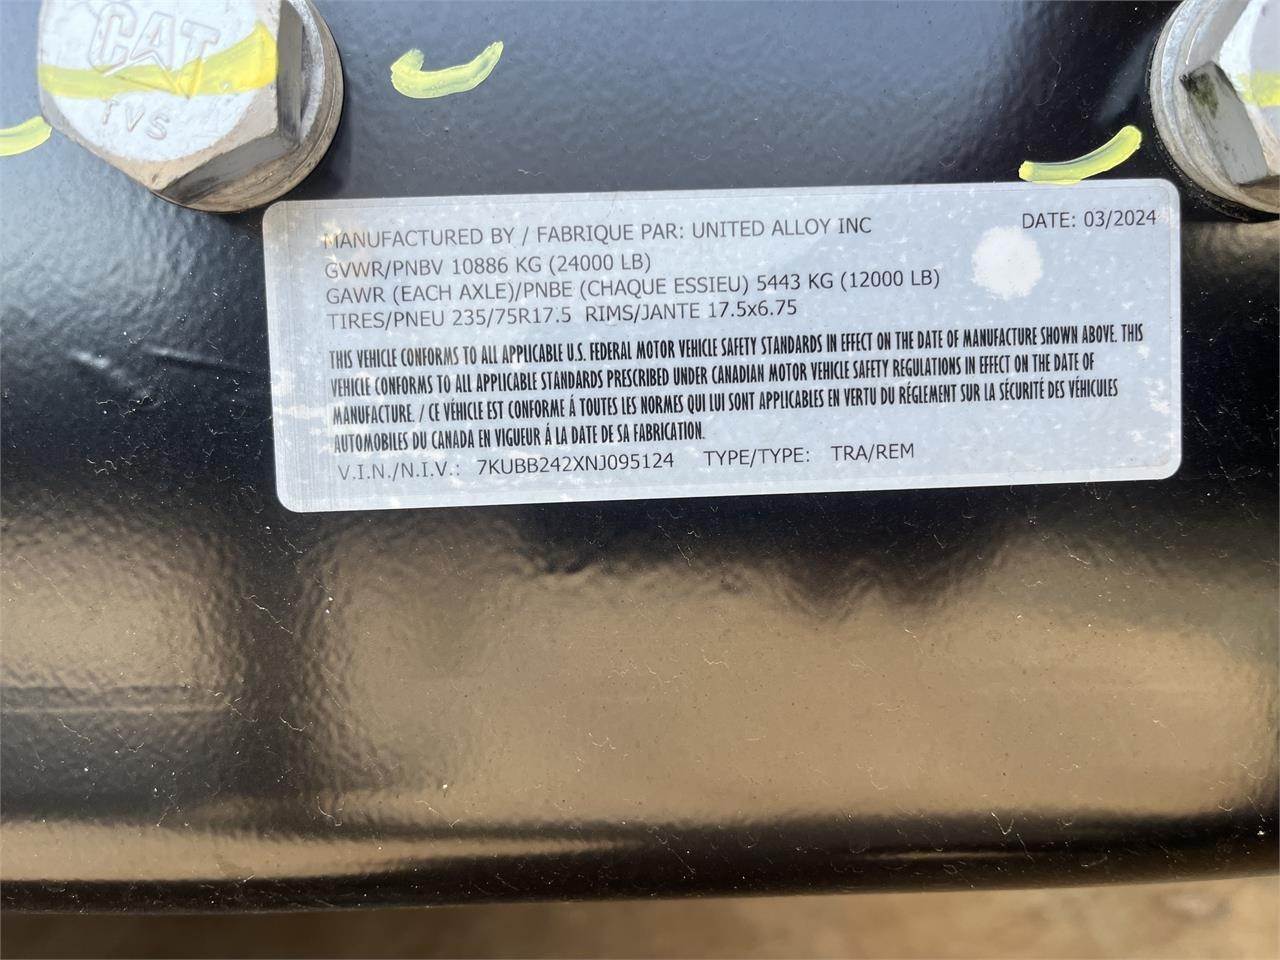 CAT
TVS
MANUFACTURED BY / FABRIQUE PAR: UNITED ALLOY INC DATE: 03/2024
GVWR/PNBV 10886 KG (24000 LB)
GAWR (EACH AXLE)/PNBE (CHAQUE ESSIEU) 5443 KG (12000 LB)
TIRES/PNEU 235/75R17.5 RIMS/JANTE 17.5x6.75
THIS VEHICLE CONFORMS TO ALL APPLICABLE U.S. FEDERAL MOTOR VEHICLE SAFETY STANDARDS IN EFFECT ON THE DATE OF MANUFACTURE SHOWN ABOVE. THIS
VEHICLE CONFORMS TO ALL APPLICABLE STANDARDS PRESCRIBED UNDER CANADIAN MOTOR VEHICLE SAFETY REGULATIONS IN EFFECT ON THE DATE OF
MANUFACTURE. / CE VÉHICLE EST CONFORME Á TOUTES LES NORMES QUI LUI SONT APPLICABLES EN VERTU DU RÉGLEMENT SUR LA SÉCURITÉ DES VÉHICULES
AUTOMOBILES DU CANADA EN VIGUEUR Á LA DATE DE SA FABRICATION.
V.I.N./N.I.V.: 7KUBB242XNJ095124 TYPE/TYPE: TRA/REM